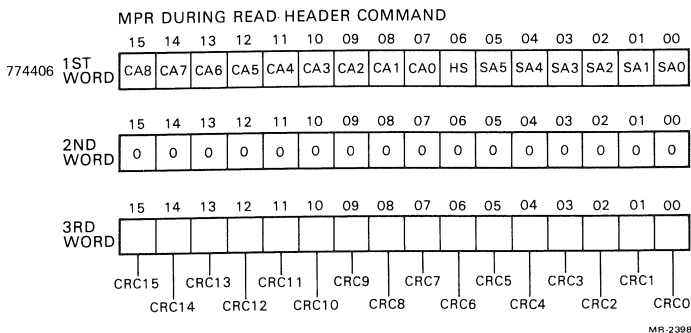 MPR DURING READ HEADER COMMAND
15 14 13 12 11 10 09 08 07 06 05 04 03 02 01 00
774406 1ST WORD CA8 CA7 CA6 CA5 CA4 CA3 CA2 CA1 CA0 HS SA5 SA4 SA3 SA2 SA1 SA0
15 14 13 12 11 10 09 08 07 06 05 04 03 02 01 00
2ND WORD 0 0 0 0 0 0 0 0 0 0 0 0 0 0 0 0
15 14 13 12 11 10 09 08 07 06 05 04 03 02 01 00
3RD WORD
CRC15 CRC13 CRC11 CRC9 CRC7 CRC5 CRC3 CRC1
CRC14 CRC12 CRC10 CRC8 CRC6 CRC4 CRC2 CRC0
MR-2398